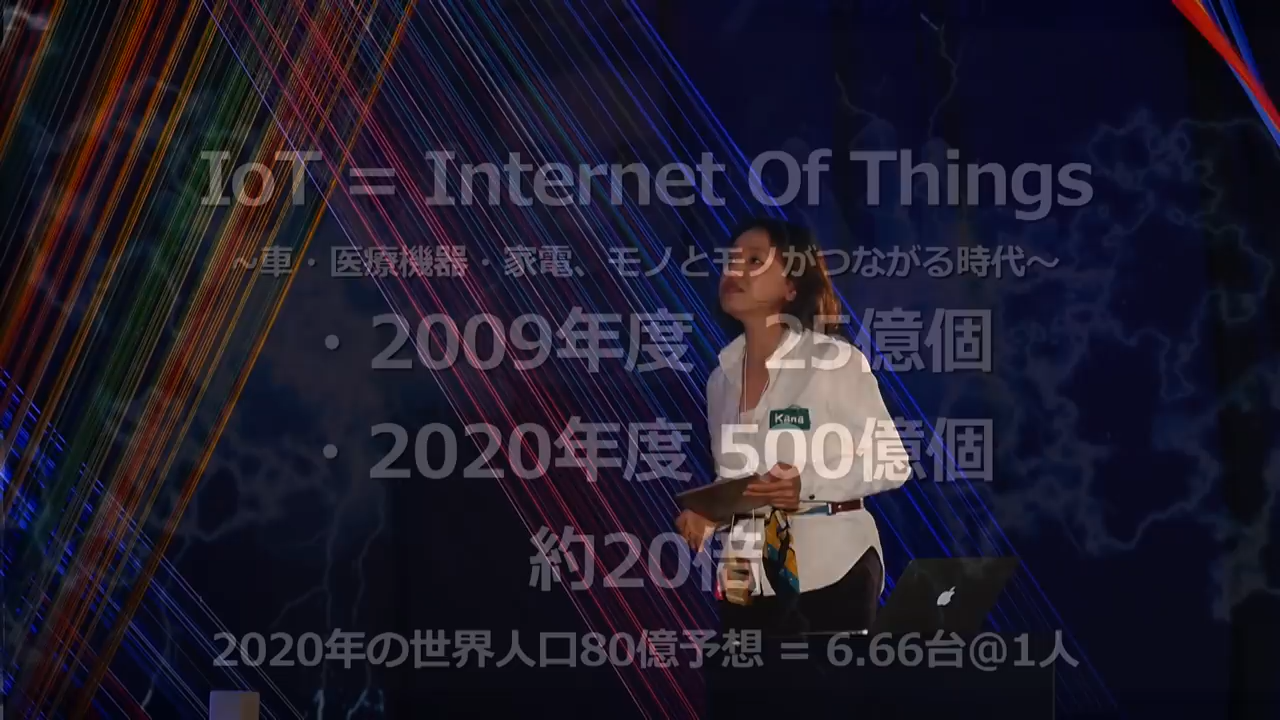 IoT = Internet Of Things
~車・医療機器・家電、モノとモノがつながる時代~
・2009年度 25億個
・2020年度 500億個
Kana
約20倍
2020年の世界人口80億予想 = 6.66台@1人